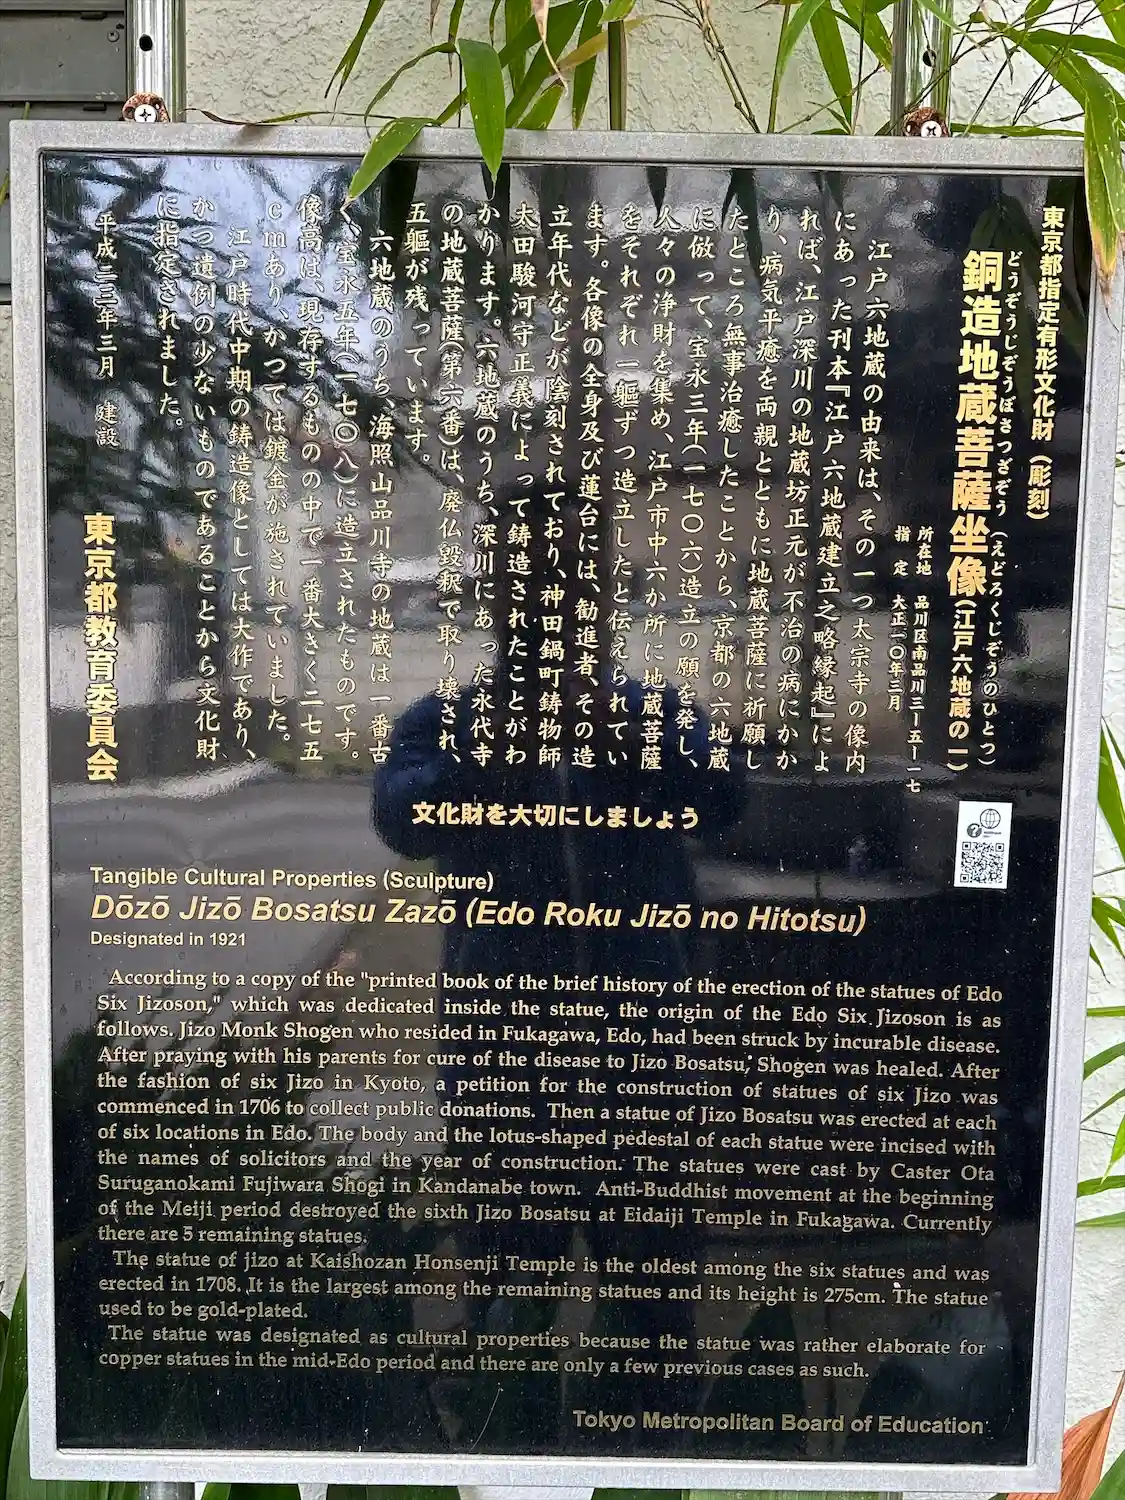 東京都指定有形文化財（彫刻）
どうぞうじぞうぼさつざぞう（えどろくじぞうのひとつ）
銅造地蔵菩薩坐像(江戸六地蔵の一)
所在地　品川区南品川三ー五ー一七
指　定　大正一〇年三月
江戸六地蔵の由来は、その一つ太宗寺の像内
にあった刊本『江戸六地蔵建立之略縁起』によ
れば、江戸深川の地蔵坊正元が不治の病にかか
り、病気平癒を両親とともに地蔵菩薩に祈願し
たところ無事治癒したことから、京都の六地蔵
に倣って、宝永三年(一七〇六)造立の願を発し、
人々の浄財を集め、江戸市中六か所に地蔵菩薩
をそれぞれ一軀ずつ造立したと伝えられてい
ます。各像の全身及び蓮台には、勧進者、その造
立年代などが陰刻されており、神田鍋町鋳物師
太田駿河守正義によって鋳造されたことがわ
かります。六地蔵のうち、深川にあった永代寺
の地蔵菩薩(第六番)は、廃仏毀釈で取り壊され、
五軀が残っています。
六地蔵のうち、海照山品川寺の地蔵は一番古
く、宝永五年(一七〇八)に造立されたものです。
像高は、現存するものの中で一番大きく二七五
cmあり、かつては鍍金が施されていました。
江戸時代中期の鋳造像としては大作であり、
かつ遺例の少ないものであることから文化財
に指定されました。
平成二三年三月　建設
東京都教育委員会
文化財を大切にしましょう
Tangible Cultural Properties (Sculpture)
Dōzō Jizō Bosatsu Zazō (Edo Roku Jizō no Hitotsu)
Designated in 1921
According to a copy of the "printed book of the brief history of the erection of the statues of Edo
Six Jizoson," which was dedicated inside the statue, the origin of the Edo Six Jizoson is as
follows. Jizo Monk Shogen who resided in Fukagawa, Edo, had been struck by incurable disease.
After praying with his parents for cure of the disease to Jizo Bosatsu, Shogen was healed. After
the fashion of six Jizo in Kyoto, a petition for the construction of statues of six Jizo was
commenced in 1706 to collect public donations. Then a statue of Jizo Bosatsu was erected at each
of six locations in Edo. The body and the lotus-shaped pedestal of each statue were incised with
the names of solicitors and the year of construction. The statues were cast by Caster Ota
Suruganokami Fujiwara Shogi in Kandanabe town. Anti-Buddhist movement at the beginning
of the Meiji period destroyed the sixth Jizo Bosatsu at Eidaiji Temple in Fukagawa. Currently
there are 5 remaining statues.
The statue of jizo at Kaishozan Honsenji Temple is the oldest among the six statues and was
erected in 1708. It is the largest among the remaining statues and its height is 275cm. The statue
used to be gold-plated.
The statue was designated as cultural properties because the statue was rather elaborate for
copper statues in the mid-Edo period and there are only a few previous cases as such.
Tokyo Metropolitan Board of Education